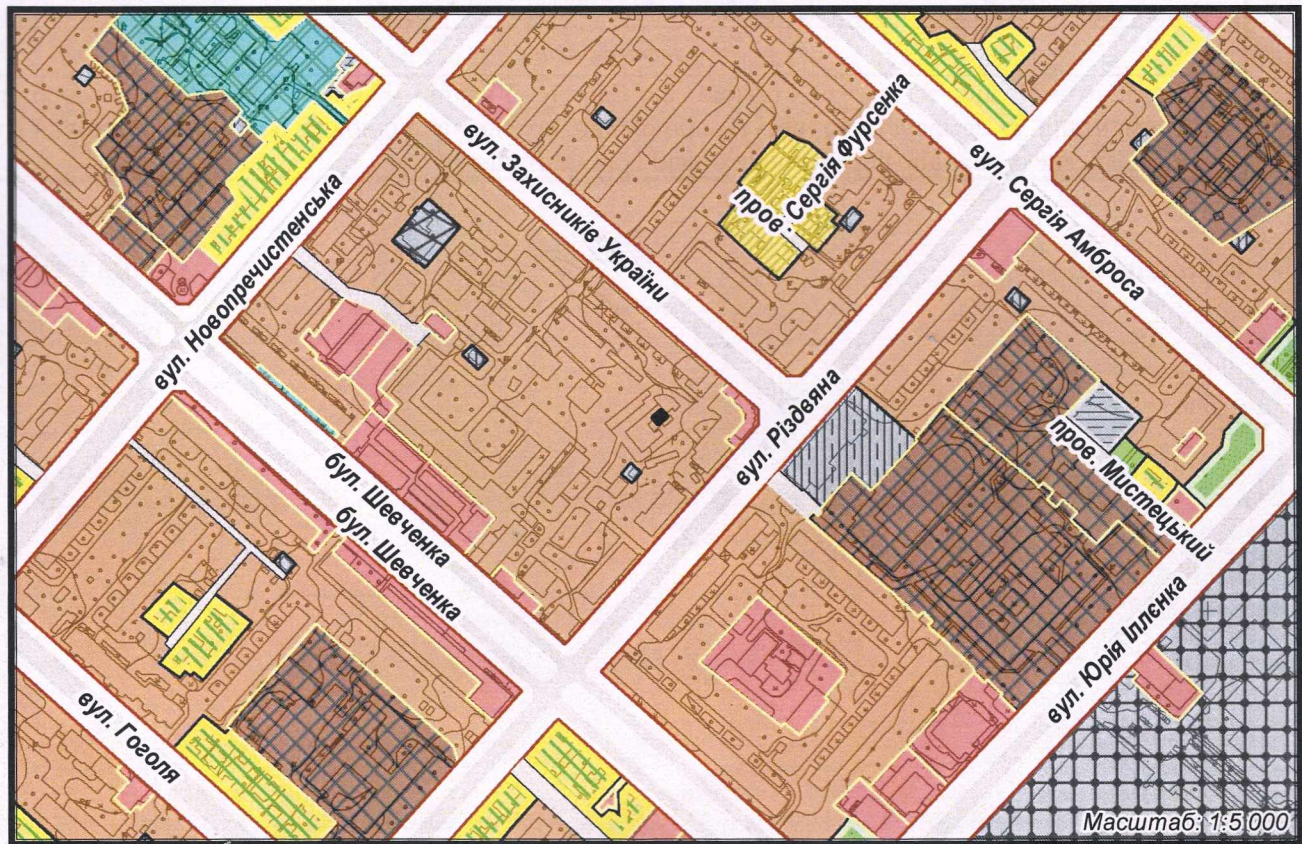 вул. Новопречистенська
вул. Захисників України
пров. Сергія Фурсенка
вул. Сергія Амброса
вул. Різдвяна
пров. Мистецький
бул. Шевченка
бул. Шевченка
вул. Юрія Іллєнка
вул. Гоголя
Масштаб: 1:5 000